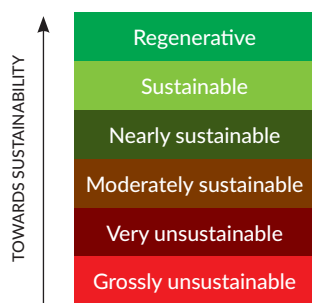 TOWARDS SUSTAINABILITY
Regenerative
Sustainable
Nearly sustainable
Moderately sustainable
Very unsustainable
Grossly unsustainable